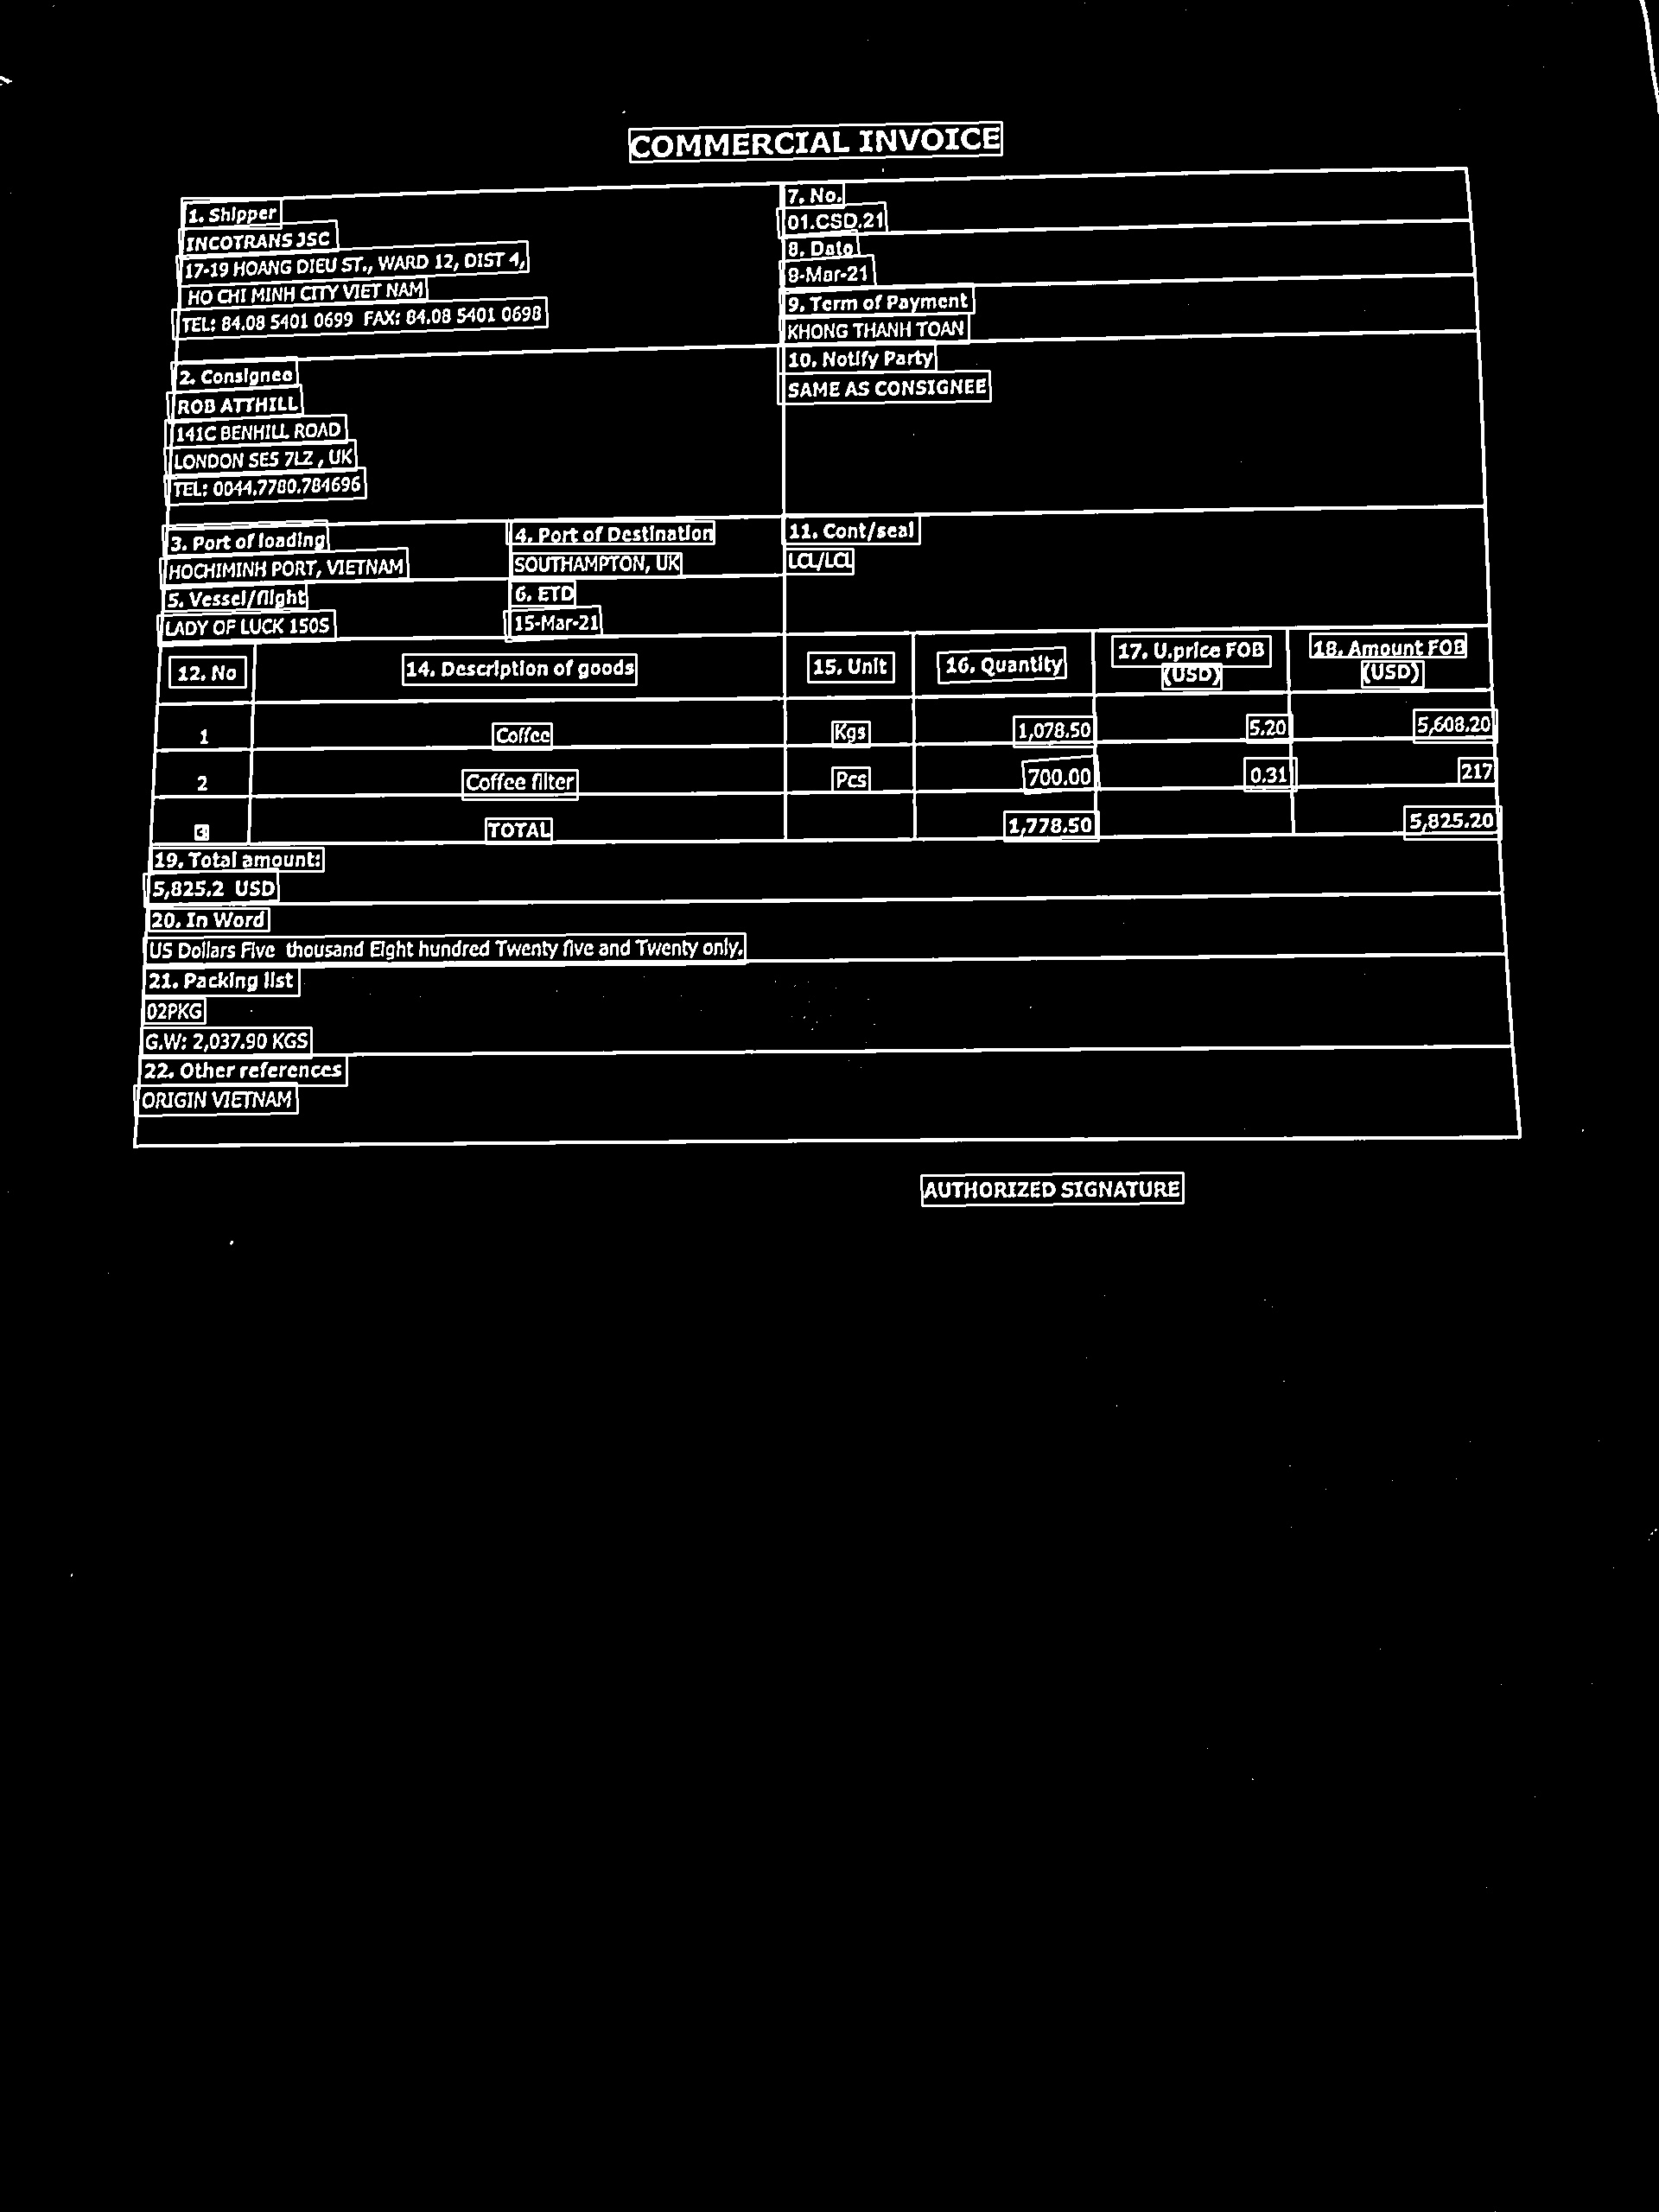 COMMERCIAL INVOICE
1. Shipper
INCOTRANS JSC
17-19 HOANG DIEU ST., WARD 12, DIST 4,
HO CHI MINH CITY VIET NAM
TEL: 84.08 5401 0699 FAX: 84.08 5401 0698
7. No.
01.CSD.21
8. Date
8-Mar-21
9. Term of Payment
KHONG THANH TOAN
2. Consignee
ROB ATTHILL
141C BENHILL ROAD
LONDON SE5 7LZ , UK
TEL: 0044.7780.784696
10. Notify Party
SAME AS CONSIGNEE
3. Port of loading
HOCHIMINH PORT, VIETNAM
4. Port of Destination
SOUTHAMPTON, UK
11. Cont/seal
LCL/LCL
5. Vessel/flight
LADY OF LUCK 150S
6. ETD
15-Mar-21
12. No 14. Description of goods 15. Unit 16. Quantity 17. U.price FOB (USD) 18. Amount FOB (USD)
1 Coffee Kgs 1,078.50 5.20 5,608.20
2 Coffee filter Pcs 700.00 0.31 217
3 TOTAL 1,778.50 5,825.20
19. Total amount:
5,825.2 USD
20. In Word
US Dollars Five thousand Eight hundred Twenty five and Twenty only.
21. Packing list
02PKG
G.W: 2,037.90 KGS
22. Other references
ORIGIN VIETNAM
AUTHORIZED SIGNATURE